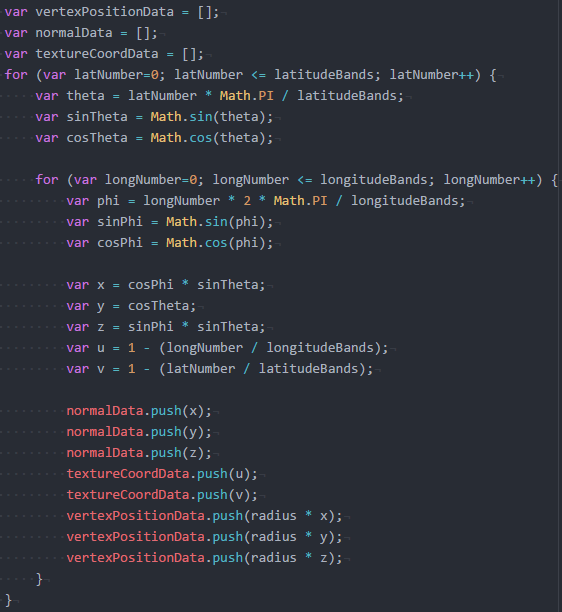 var vertexPositionData = [];
var normalData = [];
var textureCoordData = [];
for (var latNumber=0; latNumber <= latitudeBands; latNumber++) {
    var theta = latNumber * Math.PI / latitudeBands;
    var sinTheta = Math.sin(theta);
    var cosTheta = Math.cos(theta);

    for (var longNumber=0; longNumber <= longitudeBands; longNumber++) {
        var phi = longNumber * 2 * Math.PI / longitudeBands;
        var sinPhi = Math.sin(phi);
        var cosPhi = Math.cos(phi);

        var x = cosPhi * sinTheta;
        var y = cosTheta;
        var z = sinPhi * sinTheta;
        var u = 1 - (longNumber / longitudeBands);
        var v = 1 - (latNumber / latitudeBands);

        normalData.push(x);
        normalData.push(y);
        normalData.push(z);
        textureCoordData.push(u);
        textureCoordData.push(v);
        vertexPositionData.push(radius * x);
        vertexPositionData.push(radius * y);
        vertexPositionData.push(radius * z);
    }
}